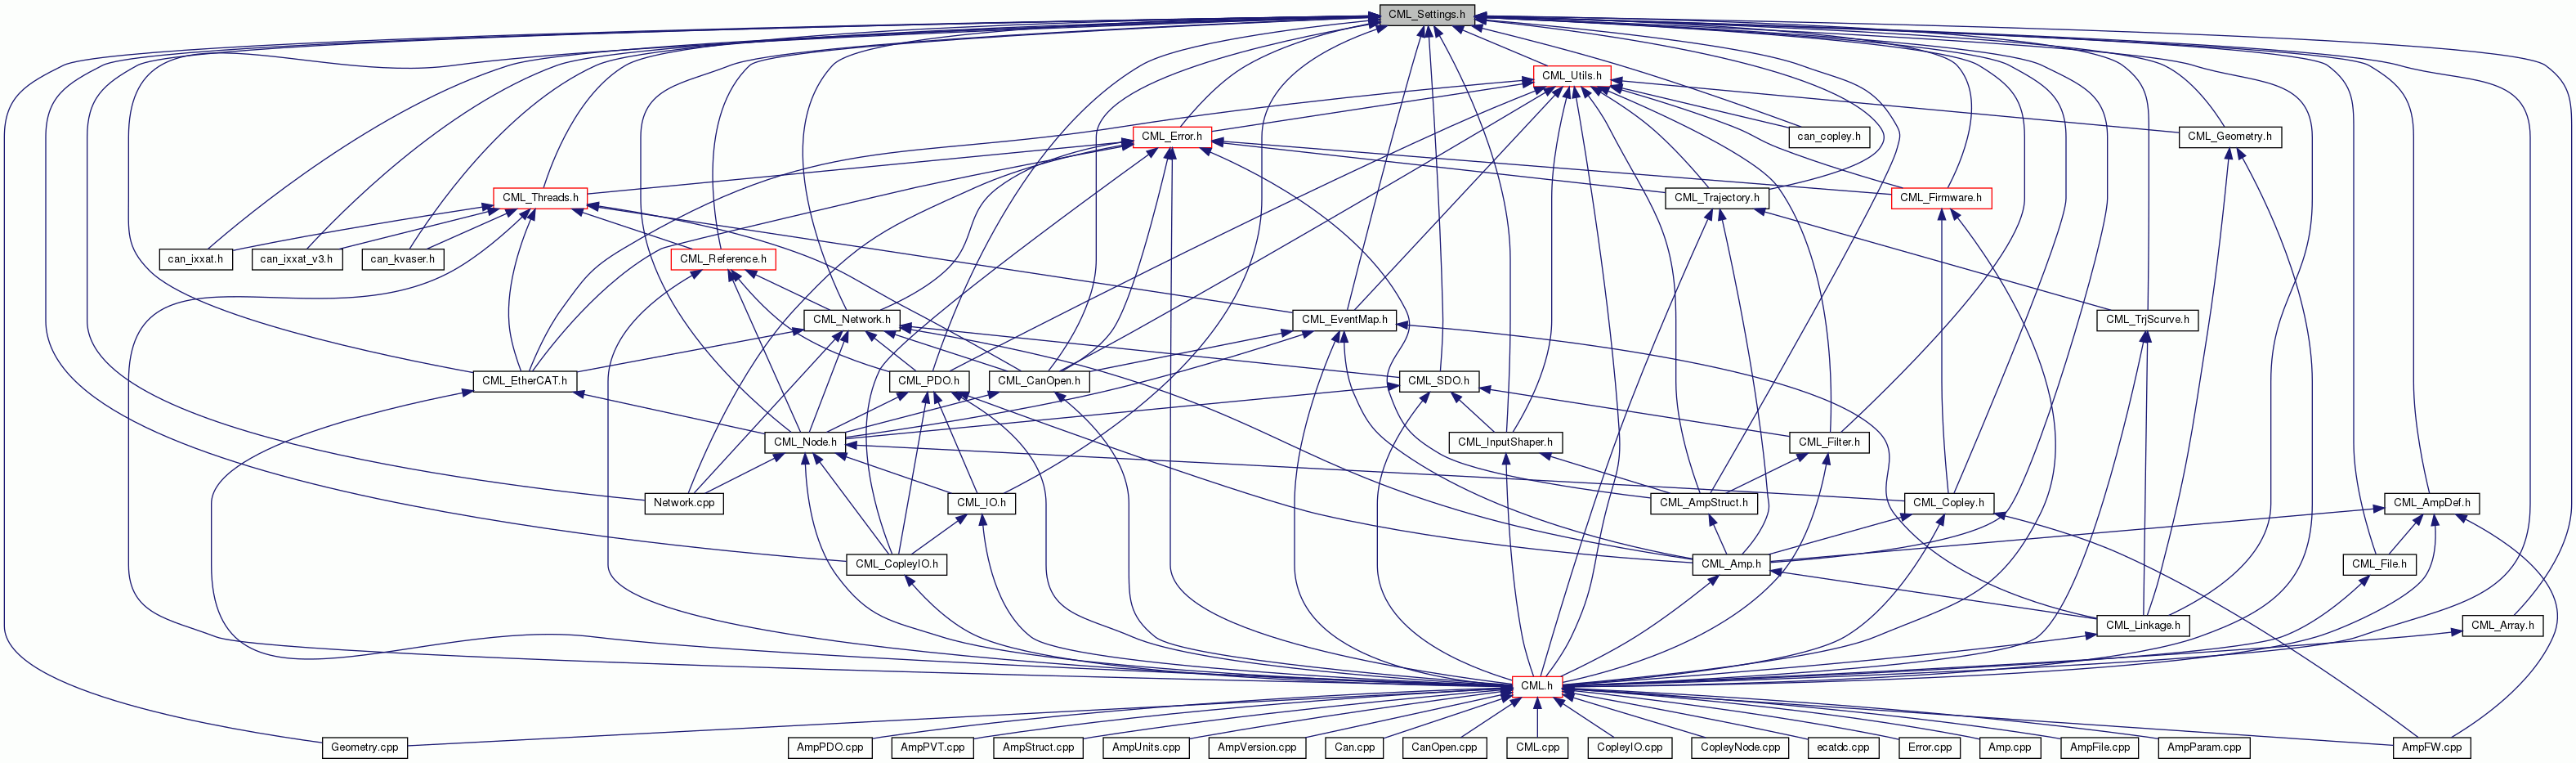 CML_Settings.h
CML_Utils.h
CML_Error.h
can_copley.h
CML_Geometry.h
CML_Threads.h
CML_Trajectory.h
CML_Firmware.h
can_ixxat.h
can_ixxat_v3.h
can_kvaser.h
CML_Reference.h
CML_Network.h
CML_EventMap.h
CML_TrjScurve.h
CML_EtherCAT.h
CML_PDO.h
CML_CanOpen.h
CML_SDO.h
CML_Node.h
CML_InputShaper.h
CML_Filter.h
Network.cpp
CML_IO.h
CML_AmpStruct.h
CML_Copley.h
CML_AmpDef.h
CML_CopleyIO.h
CML_Amp.h
CML_File.h
CML_Linkage.h
CML_Array.h
CML.h
Geometry.cpp
AmpPDO.cpp
AmpPVT.cpp
AmpStruct.cpp
AmpUnits.cpp
AmpVersion.cpp
Can.cpp
CanOpen.cpp
CML.cpp
CopleyIO.cpp
CopleyNode.cpp
ecatdc.cpp
Error.cpp
Amp.cpp
AmpFile.cpp
AmpParam.cpp
AmpFW.cpp